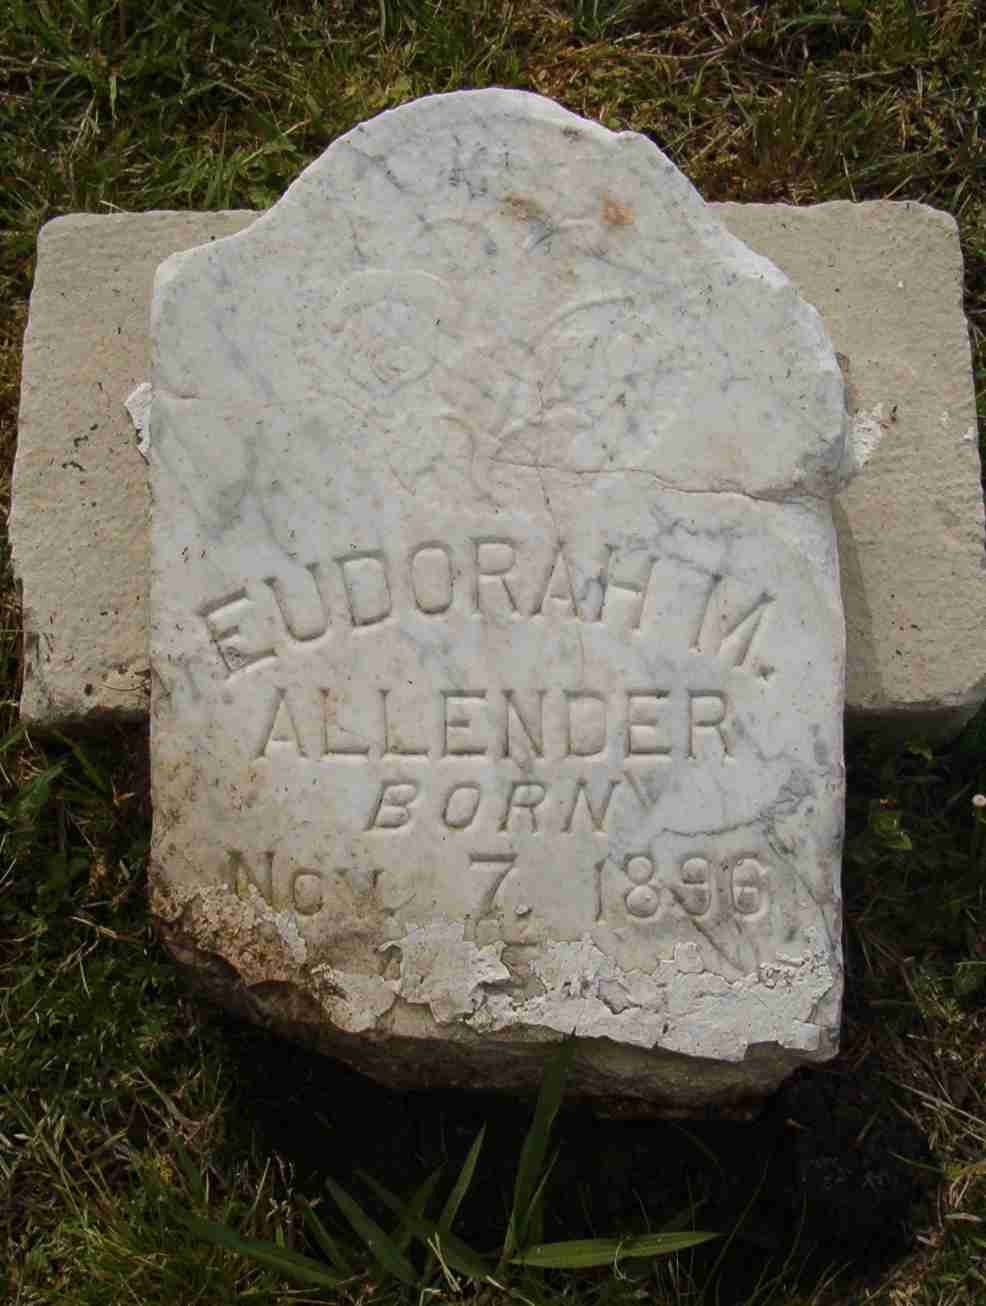 EUDORAH M.
ALLENDER
BORN
NOV. 7. 1896